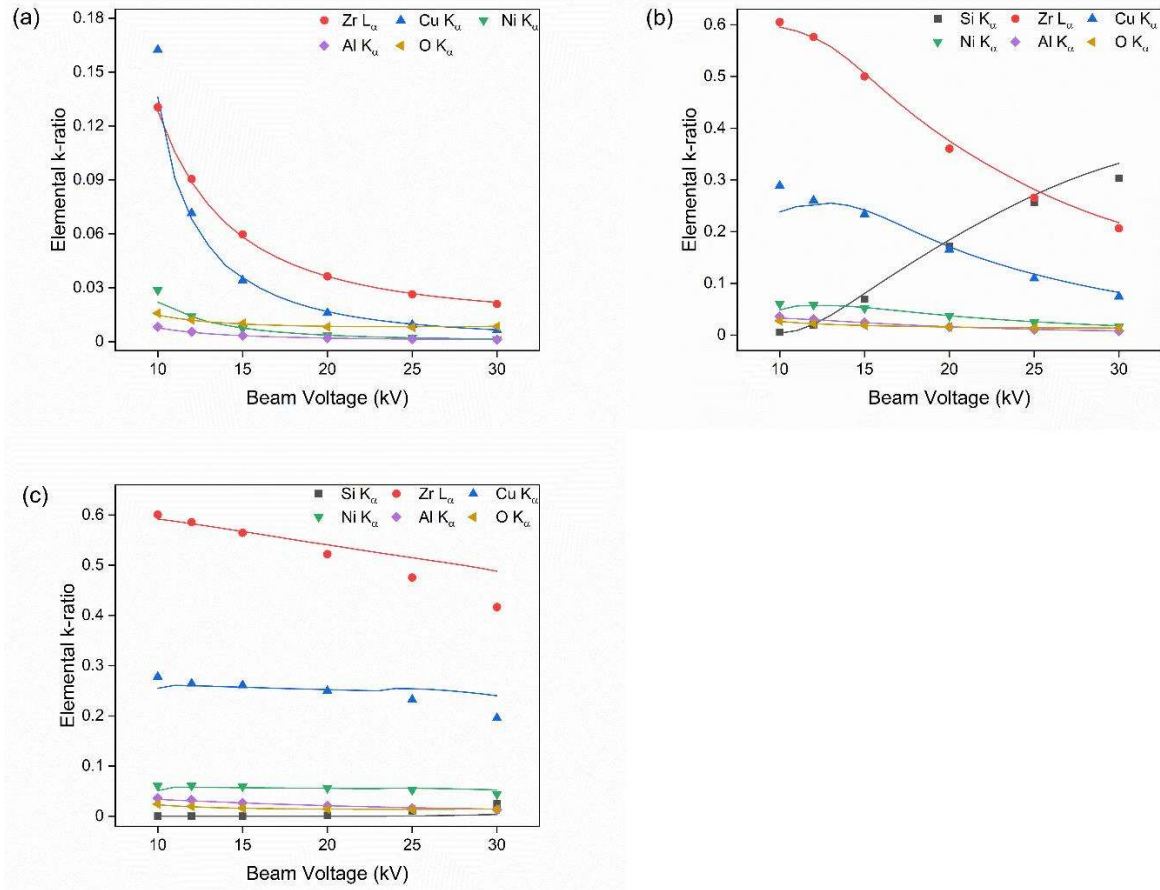 (a)
Zr Lα Cu Kα Ni Kα
Al Kα O Kα
0.18
0.15
0.12
0.09
0.06
0.03
0
Elemental k-ratio
10 15 20 25 30
Beam Voltage (kV)
(b)
Si Kα Zr Lα Cu Kα
Ni Kα Al Kα O Kα
0.6
0.5
0.4
0.3
0.2
0.1
0
Elemental k-ratio
10 15 20 25 30
Beam Voltage (kV)
(c)
Si Kα Zr Lα Cu Kα
Ni Kα Al Kα O Kα
0.6
0.5
0.4
0.3
0.2
0.1
0
Elemental k-ratio
10 15 20 25 30
Beam Voltage (kV)